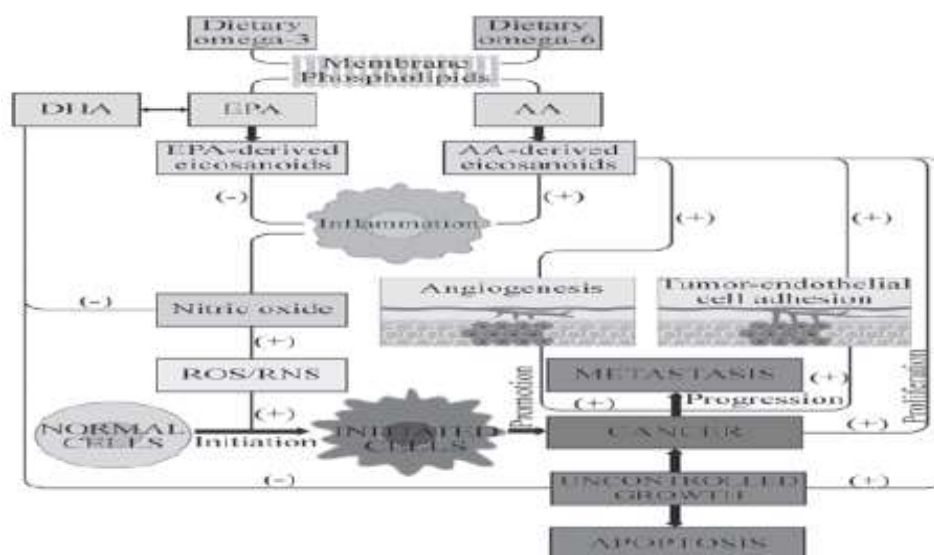 Dietary
omega-3
Dietary
omega-6
Membrane
Phospholipids
DHA
EPA
AA
EPA-derived
eicosanoids
AA-derived
eicosanoids
(-)
(+)
Inflammation
(+)
(+)
Angiogenesis
Tumor-endothelial
cell adhesion
(-)
Nitric oxide
(+)
ROS/RNS
METASTASIS
(+)
Promotion
Proliferation
(+)
(+)
Progression
NORMAL
CELLS
Initiation
INITIATED
CELLS
CANCER
(+)
(-)
UNCONTROLLED
GROWTH
(+)
APOPTOSIS